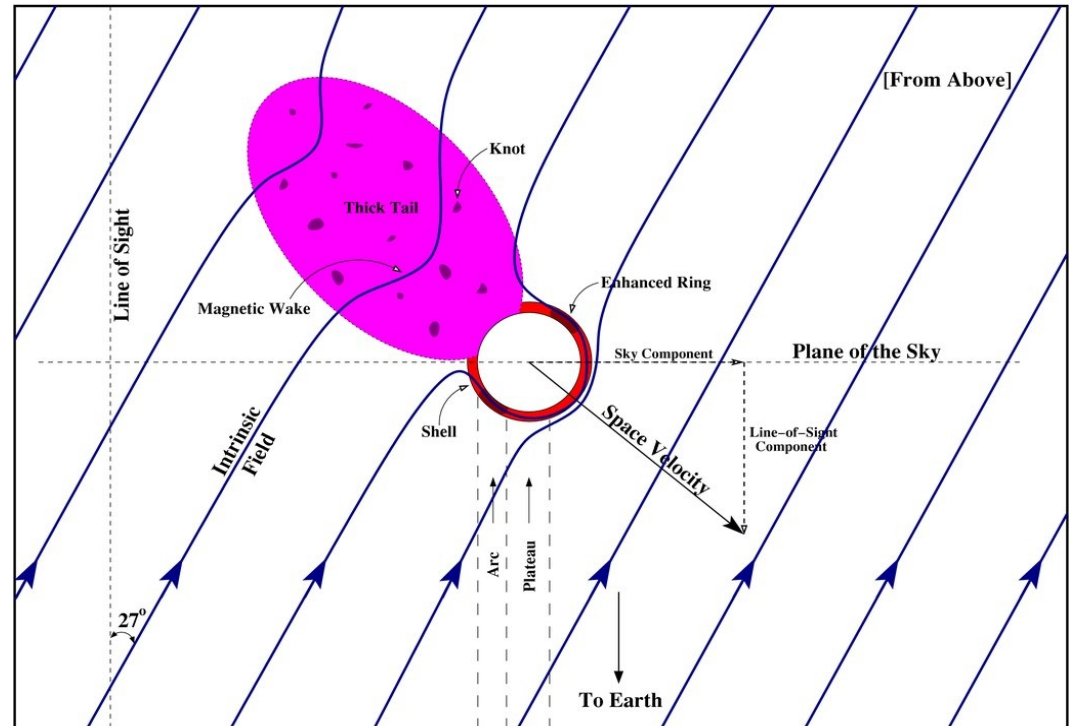 [From Above]
Line of Sight
Knot
Thick Tail
Magnetic Wake
Enhanced Ring
Sky Component
Plane of the Sky
Shell
Space Velocity
Line−of−Sight
Component
Intrinsic
Field
Arc
Plateau
27°
To Earth